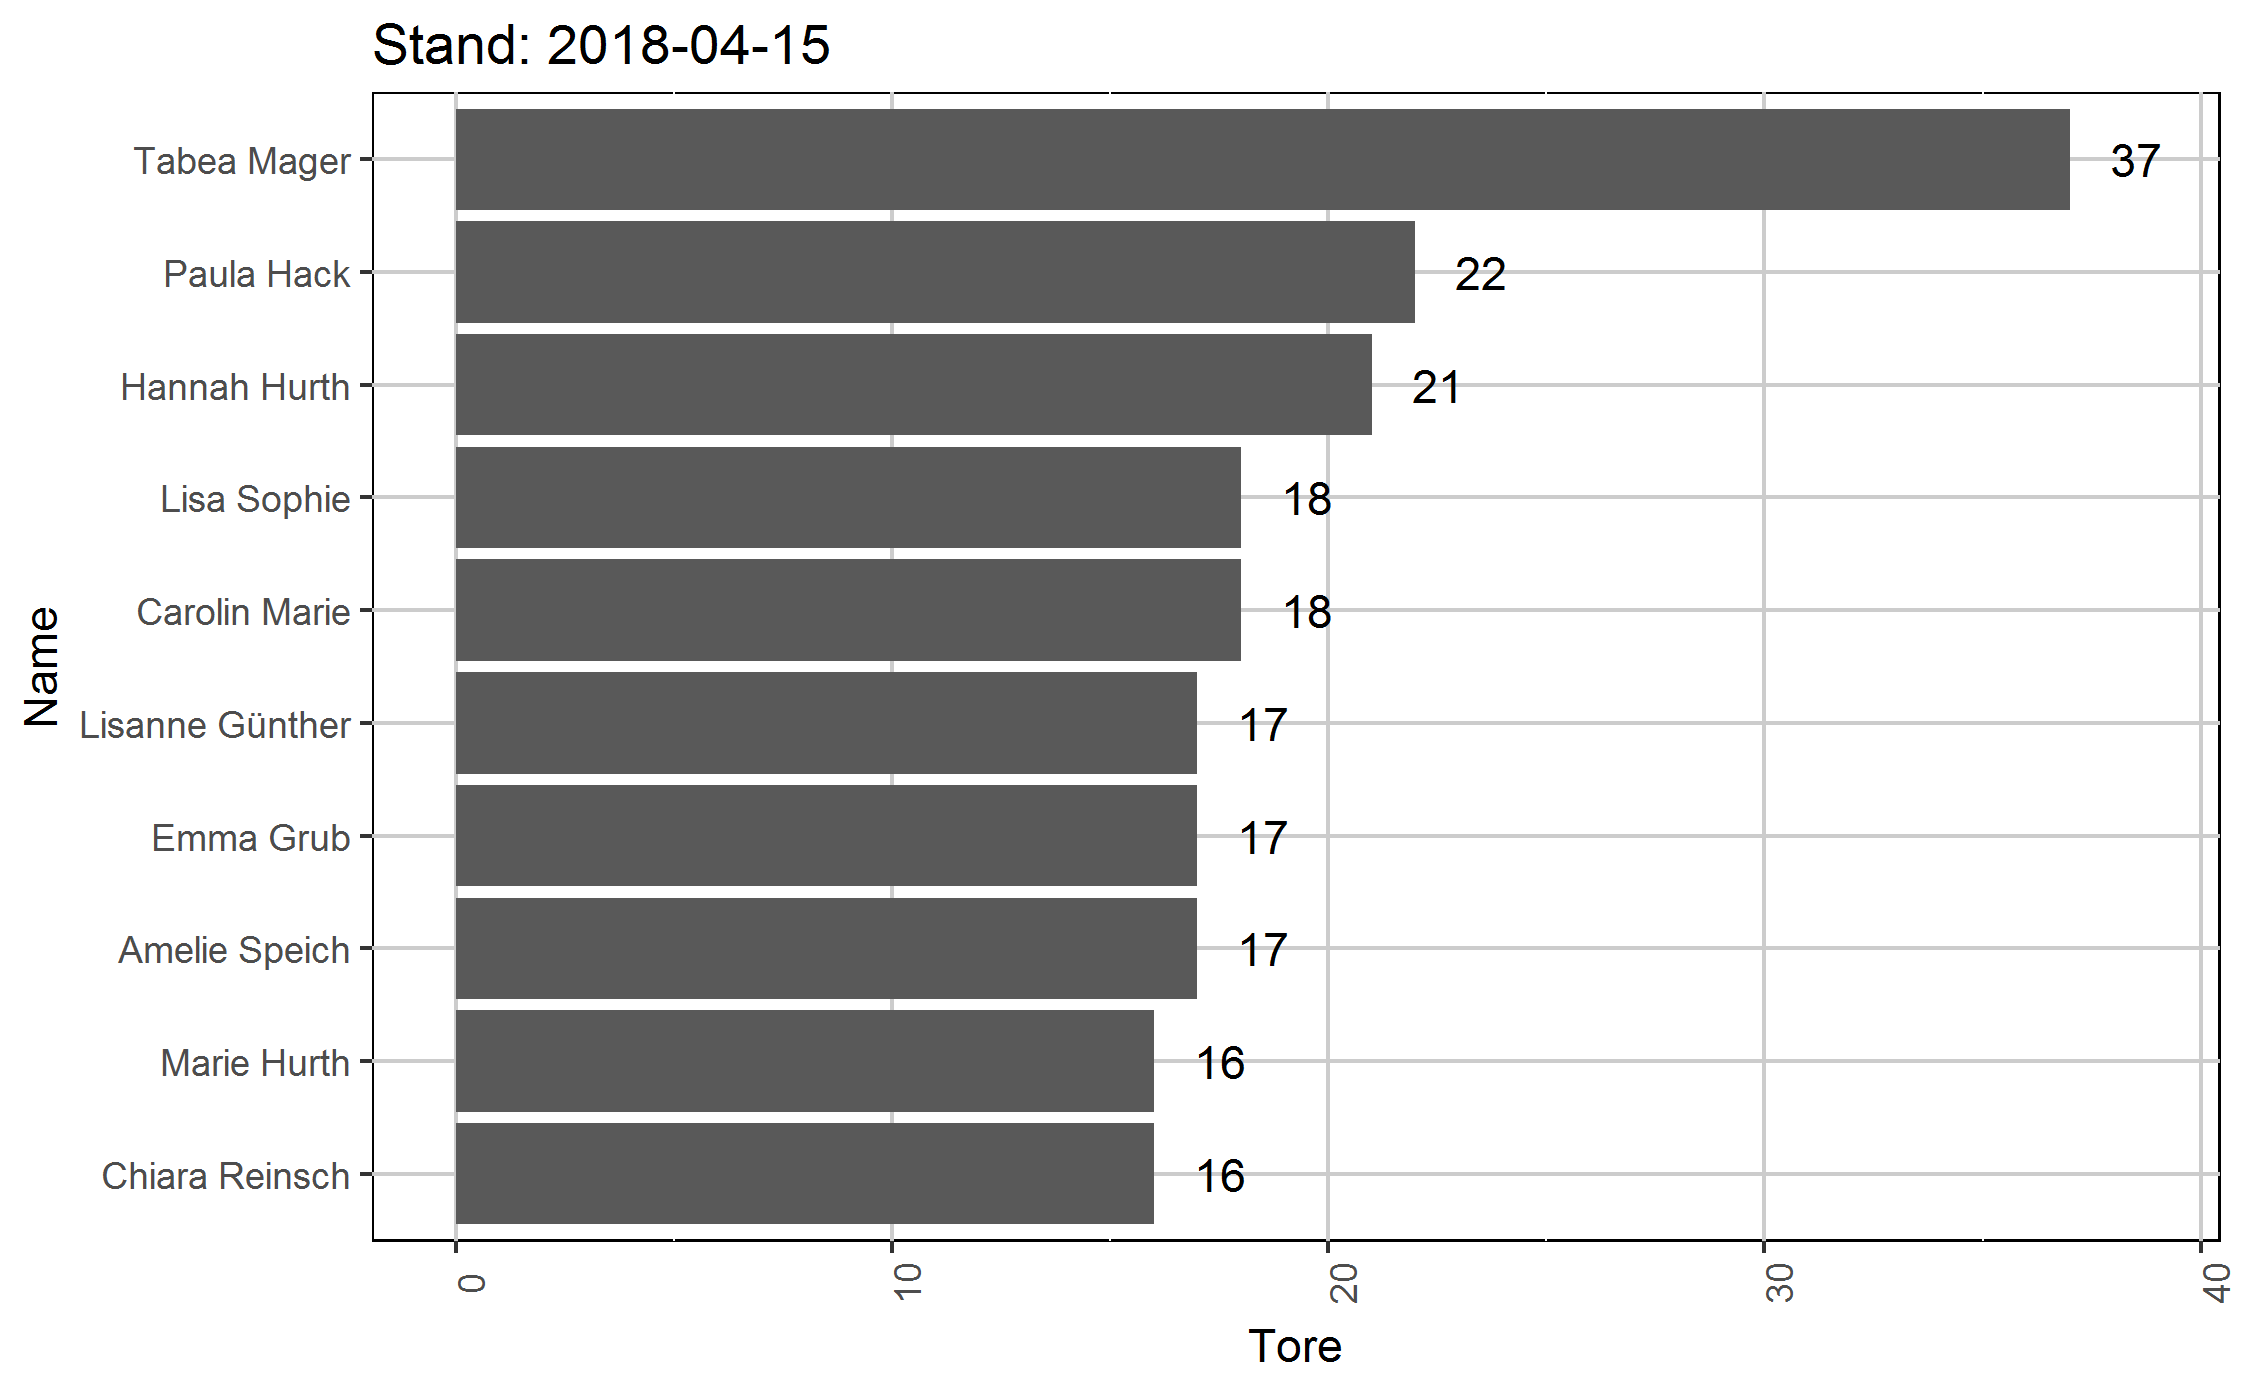 Stand: 2018-04-15
Name
Tabea Mager 37
Paula Hack 22
Hannah Hurth 21
Lisa Sophie 18
Carolin Marie 18
Lisanne Günther 17
Emma Grub 17
Amelie Speich 17
Marie Hurth 16
Chiara Reinsch 16
0 10 20 30 40
Tore